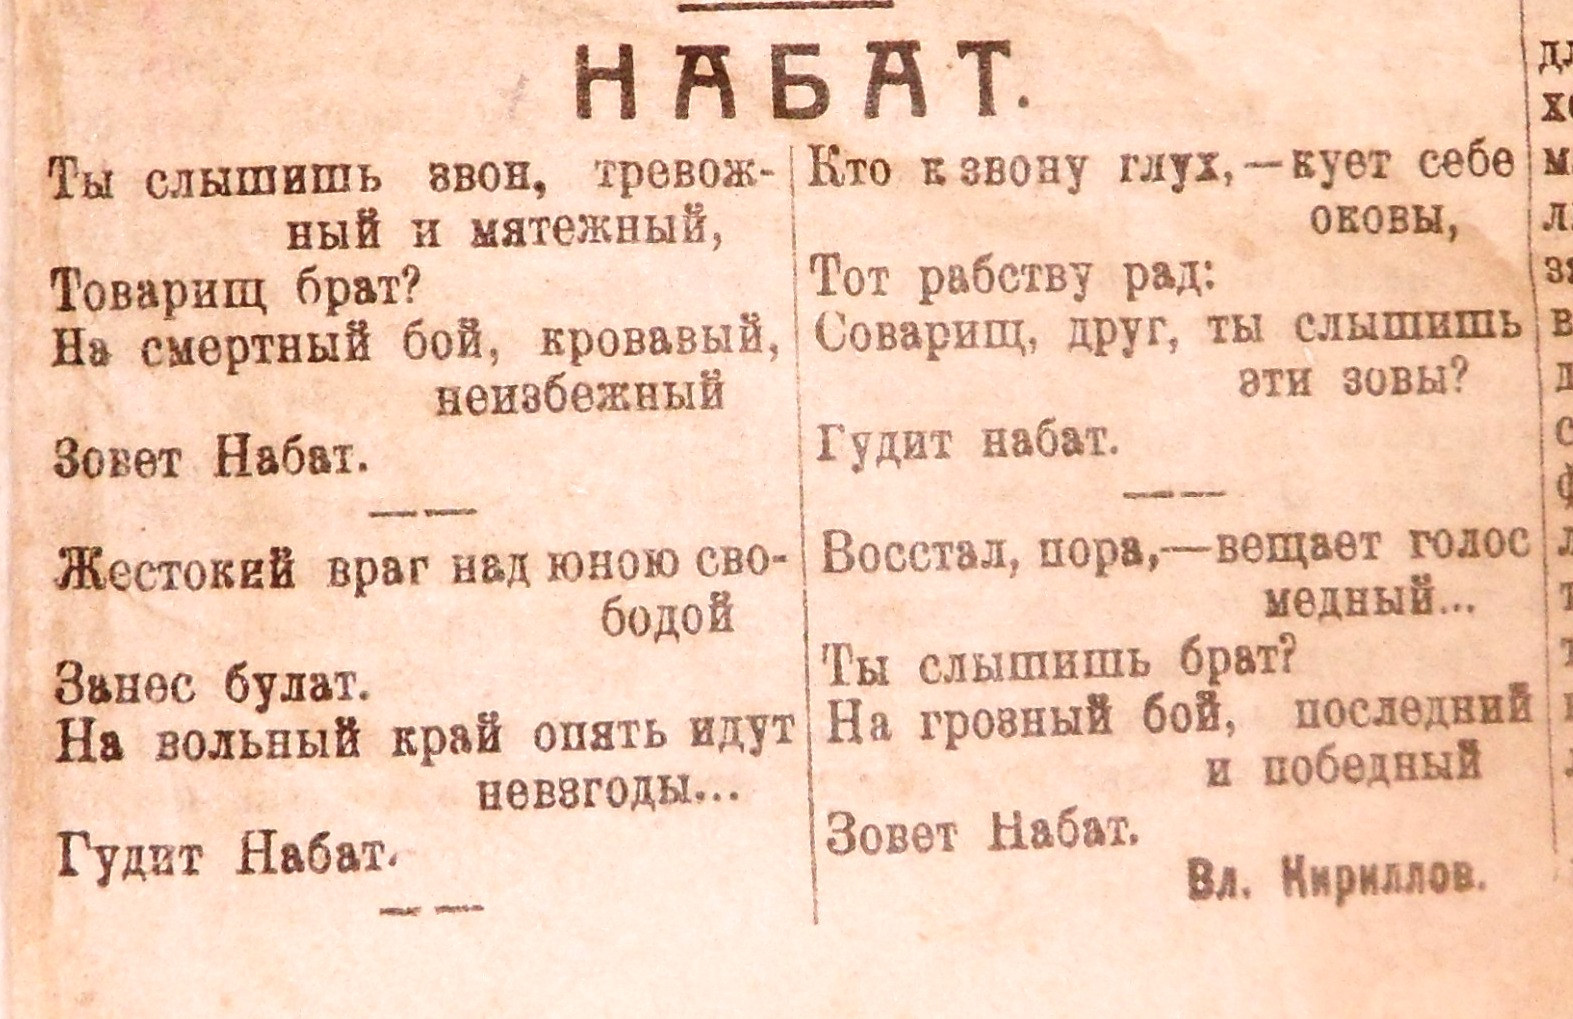 НАБАТ.
Ты слышишь звон, тревож-
ный и мятежный,
Товарищ брат?
На смертный бой, кровавый,
неизбежный
Зовет Набат.
Жестокий враг над юною сво-
бодой
Занес булат.
На вольный край опять идут
невзгоды...
Гудит Набат.
Кто к звону глух,—кует себе
оковы,
Тот рабству рад:
Соварищ, друг, ты слышишь
эти зовы?
Гудит набат.
Восстал, пора,—вещает голос
медный...
Ты слышишь брат?
На грозный бой, последний
и победный
Зовет Набат.
Вл. Кириллов.